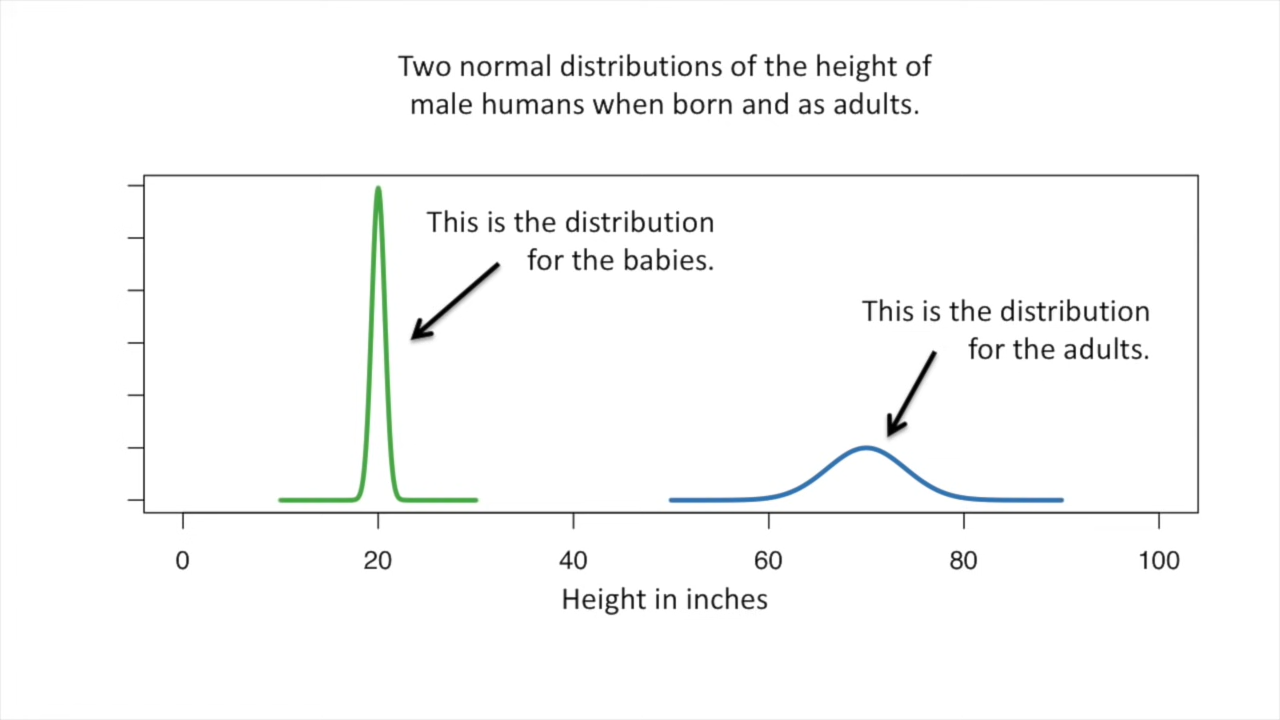 Two normal distributions of the height of
male humans when born and as adults.
This is the distribution
for the babies.
This is the distribution
for the adults.
0 20 40 60 80 100
Height in inches